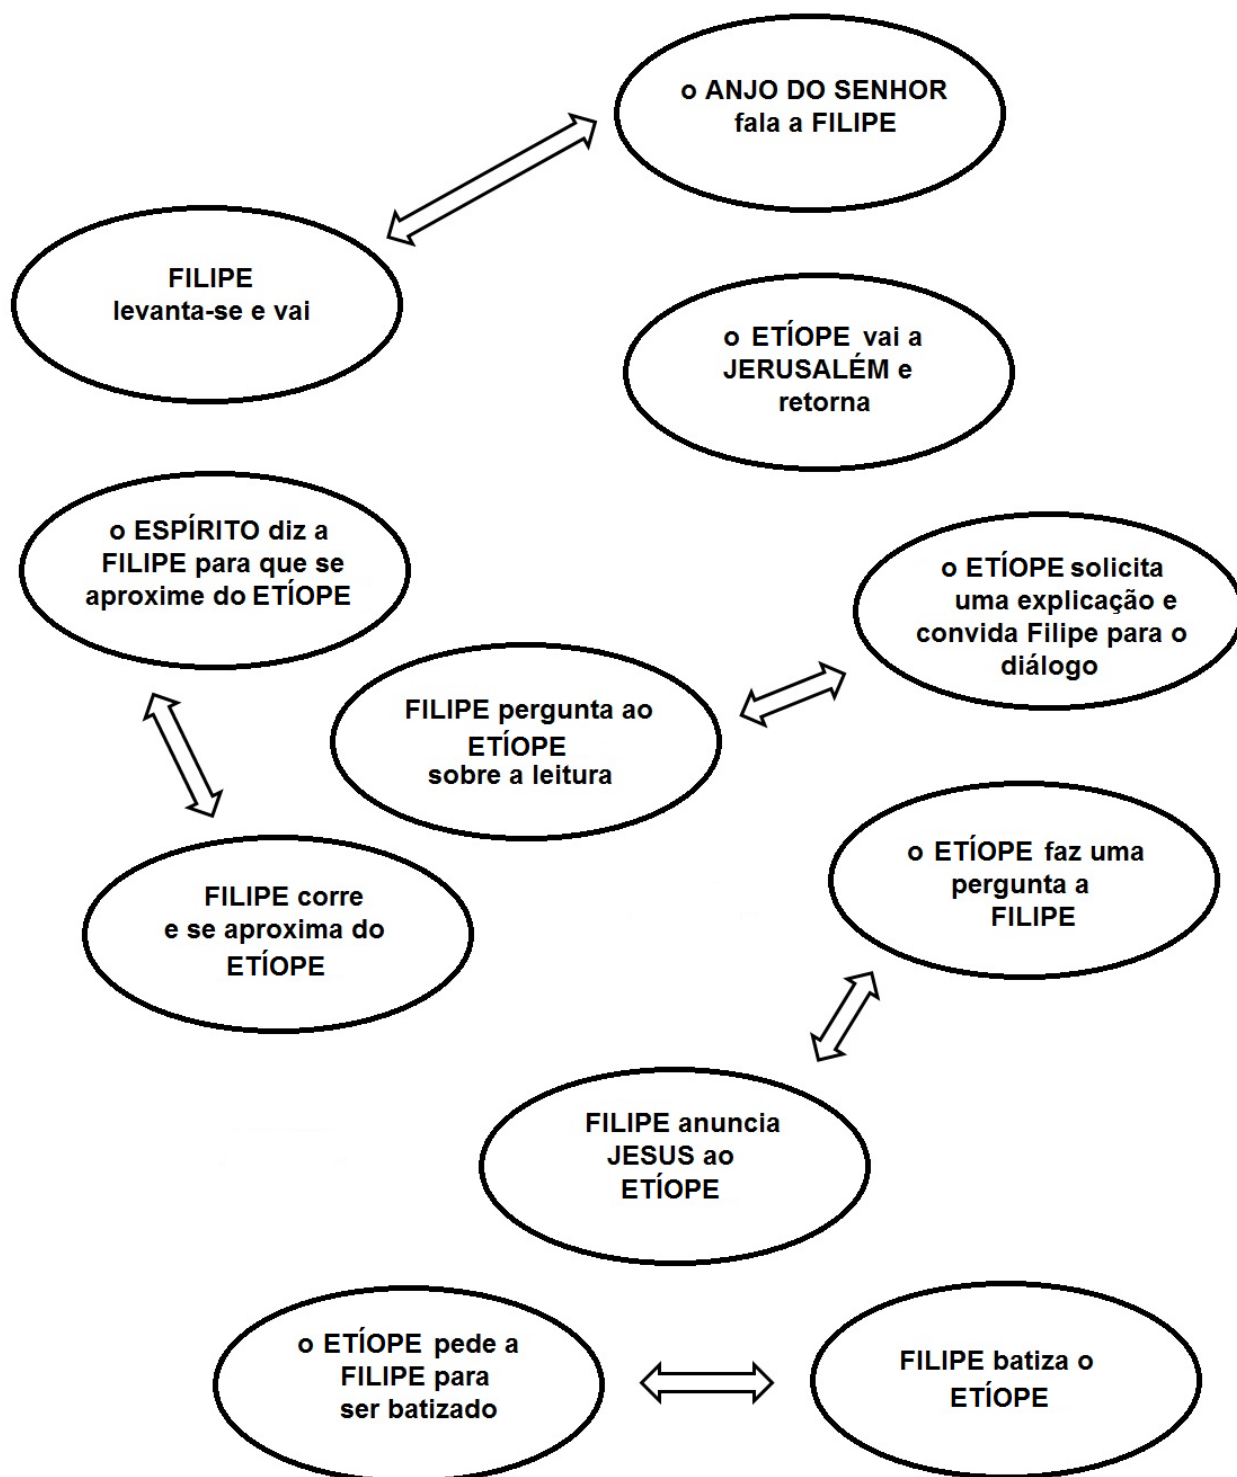 o ANJO DO SENHOR
fala a FILIPE
FILIPE
levanta-se e vai
o ETÍOPE vai a
JERUSALÉM e
retorna
o ESPÍRITO diz a
FILIPE para que se
aproxime do ETÍOPE
o ETÍOPE solicita
uma explicação e
convida Filipe para o
diálogo
FILIPE pergunta ao
ETÍOPE
sobre a leitura
FILIPE corre
e se aproxima do
ETÍOPE
o ETÍOPE faz uma
pergunta a
FILIPE
FILIPE anuncia
JESUS ao
ETÍOPE
o ETÍOPE pede a
FILIPE para
ser batizado
FILIPE batiza o
ETÍOPE